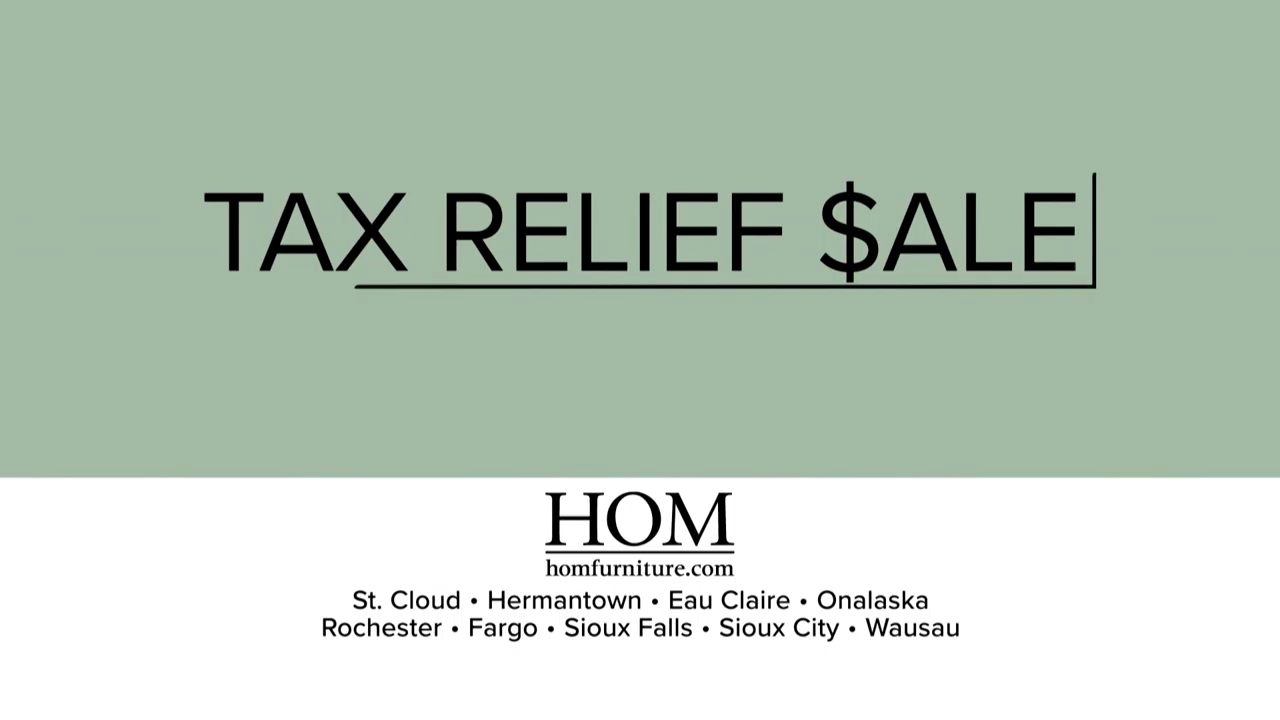 TAX RELIEF $ALE
HOM
homfurniture.com
St. Cloud • Hermantown • Eau Claire • Onalaska
Rochester • Fargo • Sioux Falls • Sioux City • Wausau